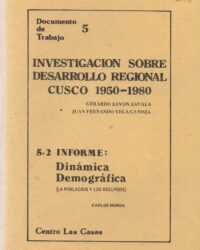 Documento
de 5
Trabajo
INVESTIGACION SOBRE
DESARROLLO REGIONAL
CUSCO 1950-1980
GERARDO LOVON ZAVALA
JUAN FERNANDO VEGA GANOZA
5.2 INFORME:
Dinámica
Demográfica
(LA POBLACION Y LOS RECURSOS)
CARLOS MUNOS
Centro Las Casas